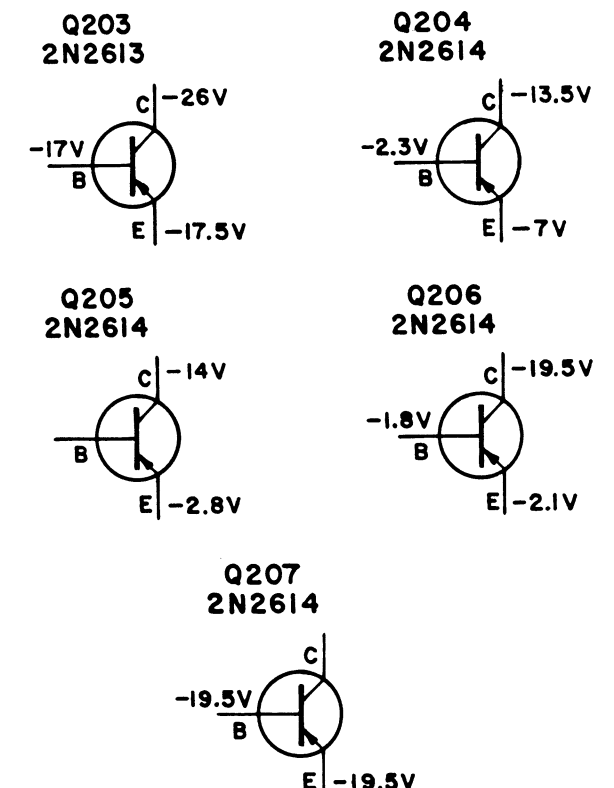 Q203
2N2613
C -26V
-17V
B
E -17.5V
Q204
2N2614
C -13.5V
-2.3V
B
E -7V
Q205
2N2614
C -14V
B
E -2.8V
Q206
2N2614
C -19.5V
-1.8V
B
E -2.1V
Q207
2N2614
C
-19.5V
B
E -19.5V